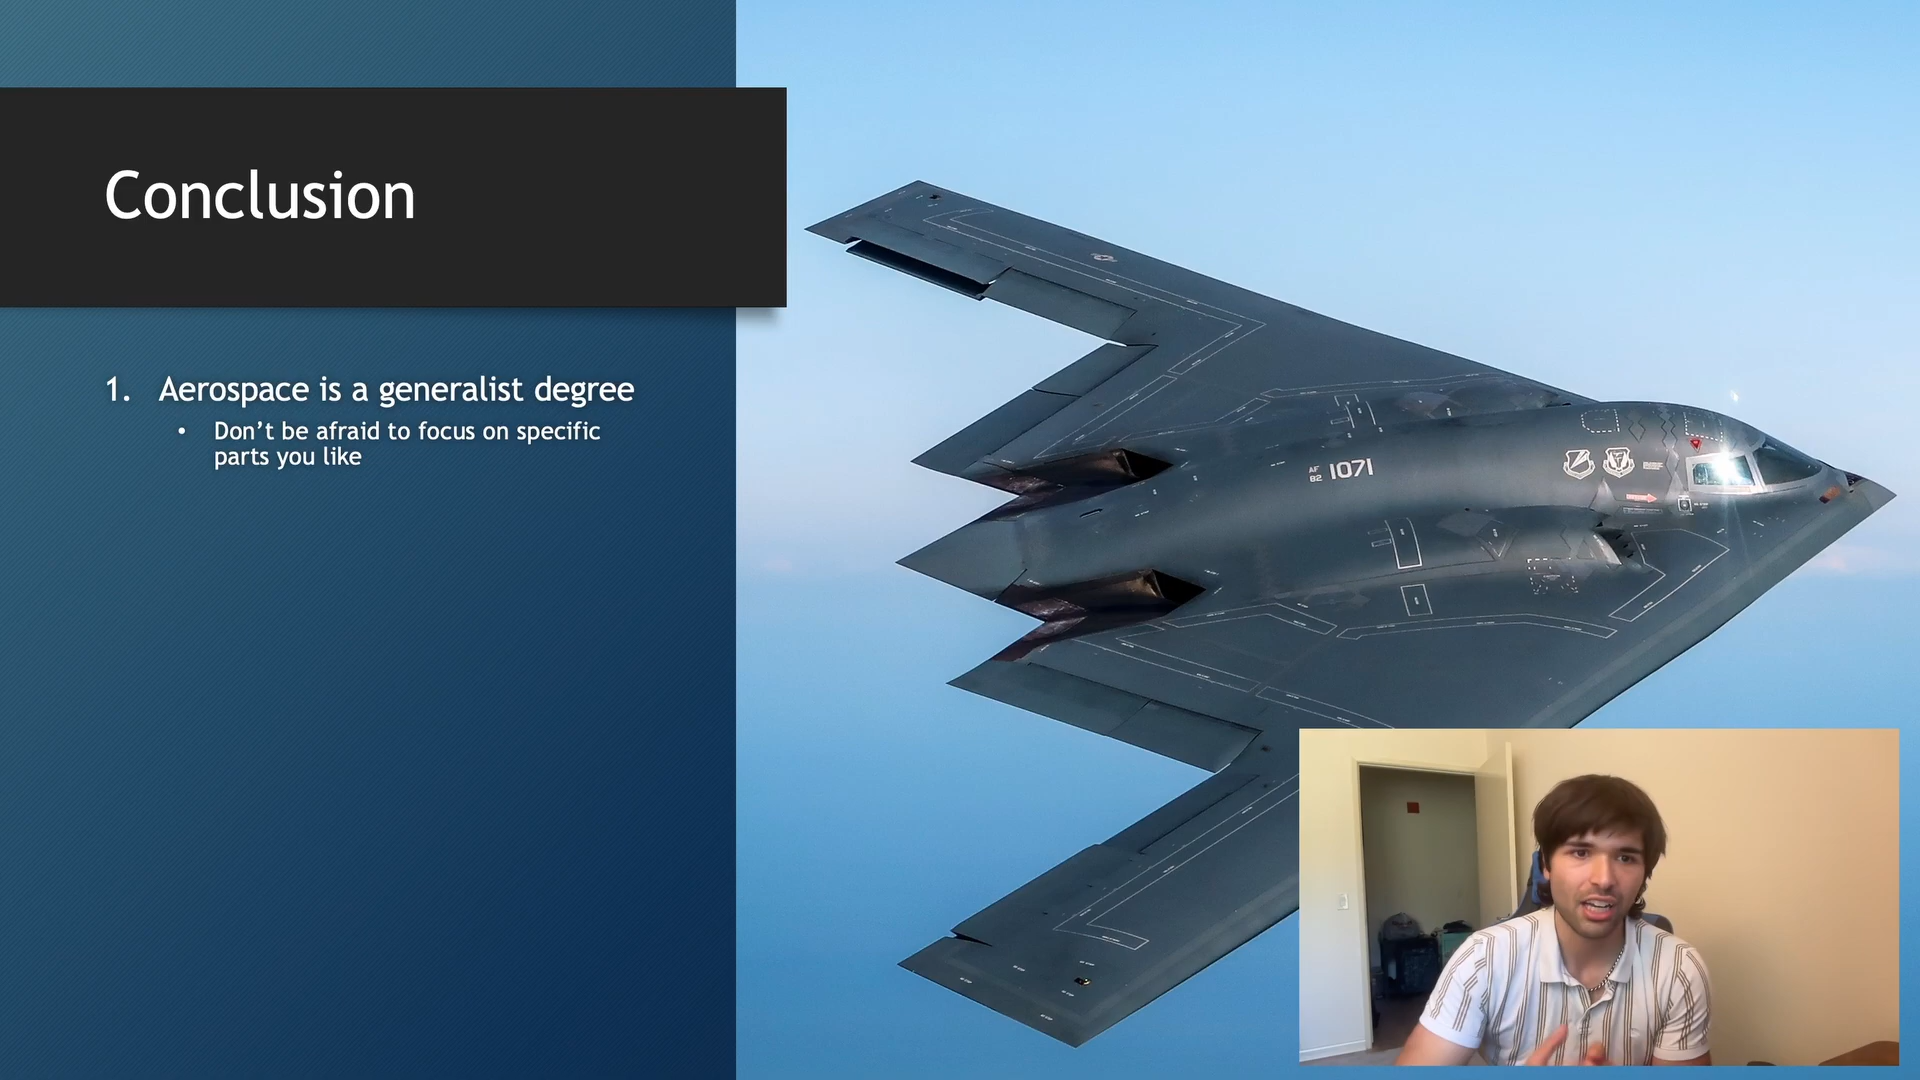 Conclusion
1. Aerospace is a generalist degree
• Don’t be afraid to focus on specific
parts you like
AF
82 1071